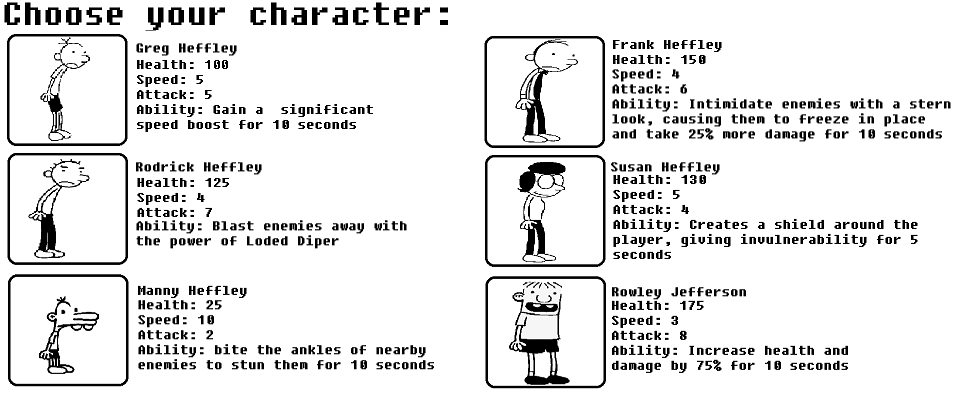 Choose your character:
Greg Heffley
Health: 100
Speed: 5
Attack: 5
Ability: Gain a  significant
speed boost for 10 seconds
Rodrick Heffley
Health: 125
Speed: 4
Attack: 7
Ability: Blast enemies away with
the power of Loded Diper
Manny Heffley
Health: 25
Speed: 10
Attack: 2
Ability: bite the ankles of nearby
enemies to stun them for 10 seconds
Frank Heffley
Health: 150
Speed: 4
Attack: 6
Ability: Intimidate enemies with a stern
look, causing them to freeze in place
and take 25% more damage for 10 seconds
Susan Heffley
Health: 130
Speed: 5
Attack: 4
Ability: Creates a shield around the
player, giving invulnerability for 5
seconds
Rowley Jefferson
Health: 175
Speed: 3
Attack: 8
Ability: Increase health and
damage by 75% for 10 seconds